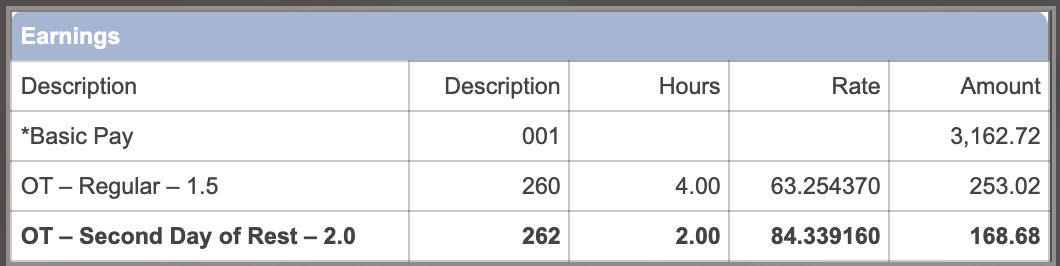 Earnings
Description Description Hours Rate Amount
*Basic Pay 001 3,162.72
OT – Regular – 1.5 260 4.00 63.254370 253.02
OT – Second Day of Rest – 2.0 262 2.00 84.339160 168.68